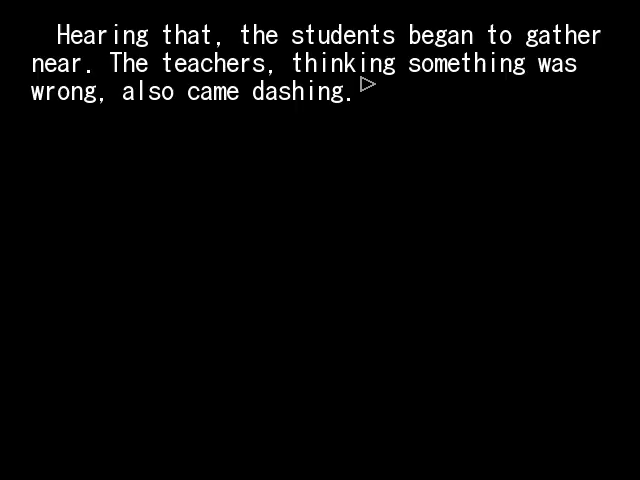 Hearing that, the students began to gather
near. The teachers, thinking something was
wrong, also came dashing.